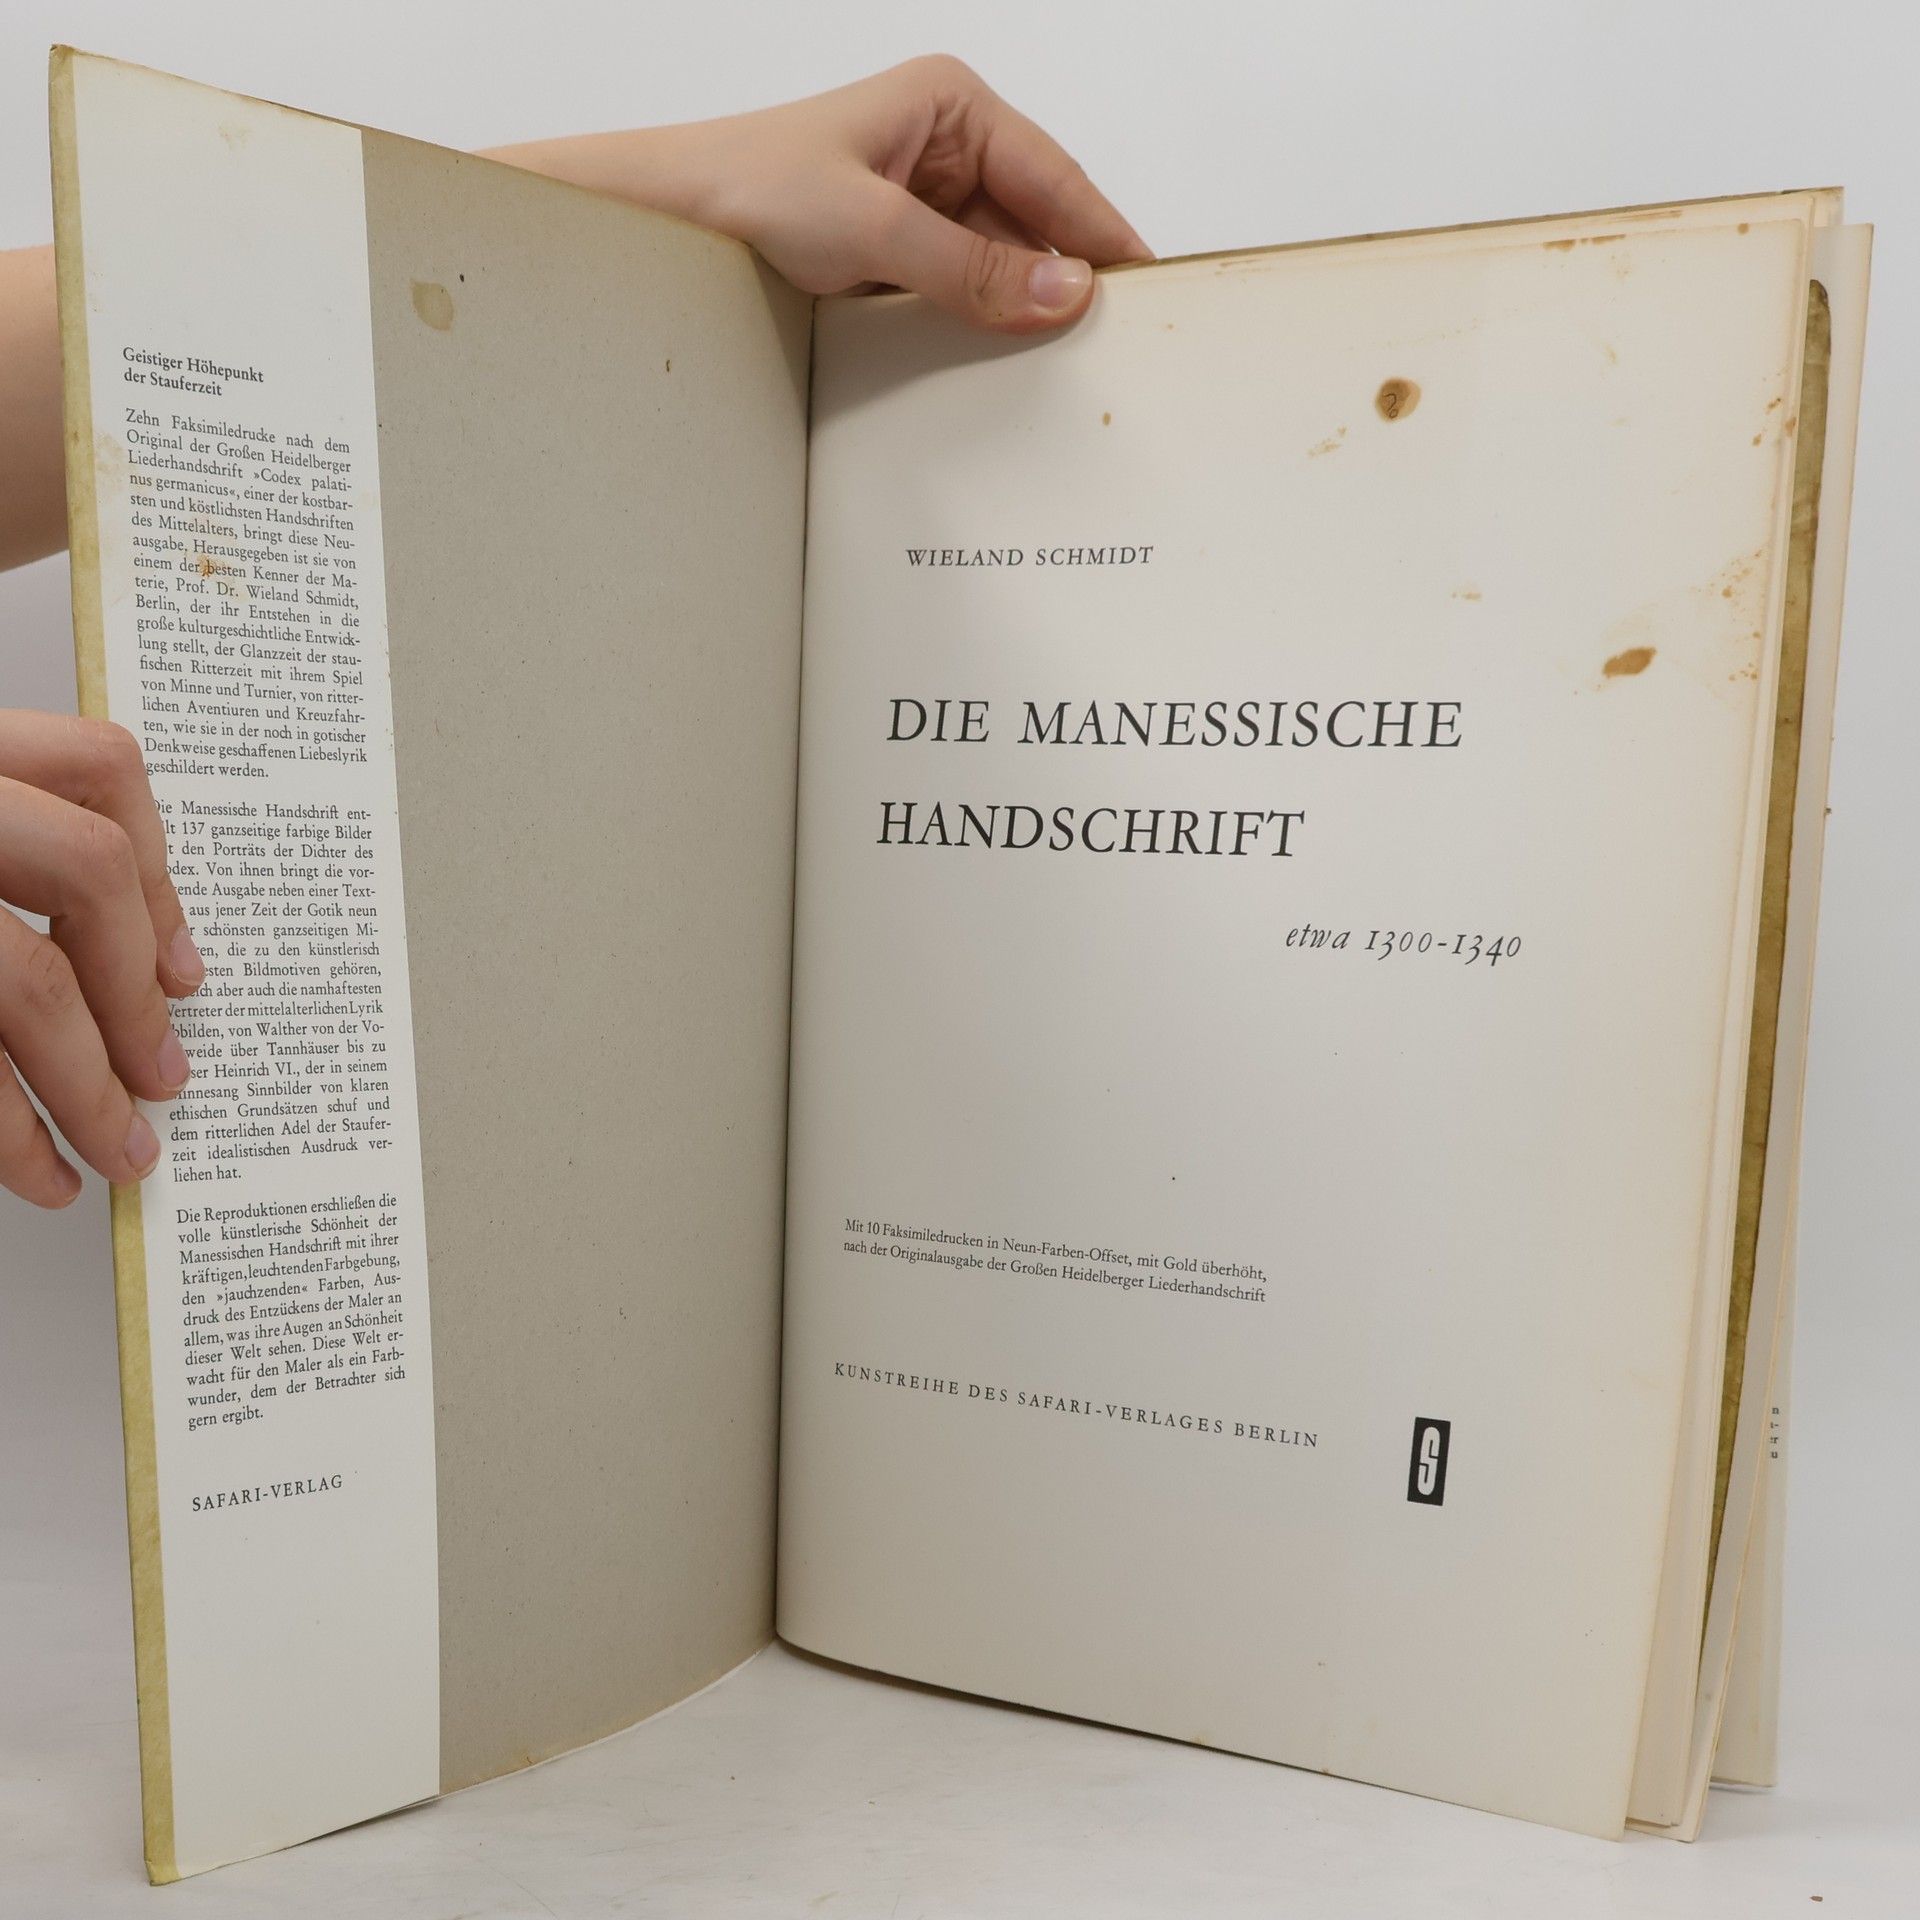 Geistiger Höhepunkt
der Stauferzeit
Zehn Faksimiledrucke nach dem
Original der Großen Heidelberger
Liederhandschrift »Codex palati-
nus germanicus«, einer der kostbar-
sten und köstlichsten Handschriften
des Mittelalters, bringt diese Neu-
ausgabe. Herausgegeben ist sie von
einem der besten Kenner der Ma-
terie, Prof. Dr. Wieland Schmidt,
Berlin, der ihr Entstehen in die
große kulturgeschichtliche Entwick-
lung stellt, der Glanzzeit der stau-
fischen Ritterzeit mit ihrem Spiel
von Minne und Turnier, von ritter-
lichen Aventiuren und Kreuzfahr-
ten, wie sie in der noch in gotischer
Denkweise geschaffenen Liebeslyrik
geschildert werden.
Die Manessische Handschrift ent-
137 ganzseitige farbige Bilder
den Porträts der Dichter des
Von ihnen bringt die vor-
Ausgabe neben einer Text-
aus jener Zeit der Gotik neun
schönsten ganzseitigen Mi-
die zu den künstlerisch
Bildmotiven gehören,
aber auch die namhaftesten
Vertreter der mittelalterlichen Lyrik
von Walther von der Vo-
über Tannhäuser bis zu
Heinrich VI., der in seinem
Minnesang Sinnbilder von klaren
ethischen Grundsätzen schuf und
dem ritterlichen Adel der Staufer-
zeit idealistischen Ausdruck ver-
liehen hat.
Die Reproduktionen erschließen die
volle künstlerische Schönheit der
Manessischen Handschrift mit ihrer
kräftigen, leuchtenden Farbgebung,
den »jauchzenden« Farben, Aus-
druck des Entzückens der Maler an
allem, was ihre Augen an Schönheit
dieser Welt sehen. Diese Welt er-
wacht für den Maler als ein Farb-
wunder, dem der Betrachter sich
gern ergibt.
SAFARI-VERLAG
WIELAND SCHMIDT
DIE MANESSISCHE
HANDSCHRIFT
etwa 1300-1340
Mit 10 Faksimiledrucken in Neun-Farben-Offset, mit Gold überhöht,
nach der Originalausgabe der Großen Heidelberger Liederhandschrift
KUNSTREIHE DES SAFARI-VERLAGES BERLIN
S